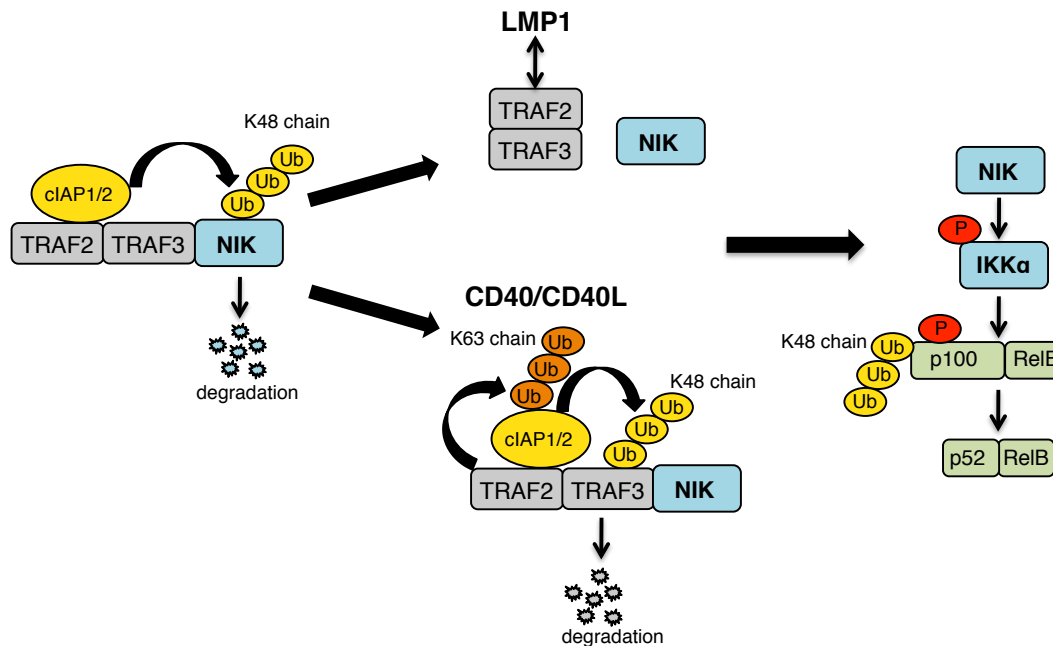 LMP1
TRAF2
TRAF3
NIK
K48 chain
Ub
Ub
Ub
cIAP1/2
TRAF2
TRAF3
NIK
degradation
CD40/CD40L
K63 chain
Ub
Ub
Ub
K48 chain
Ub
Ub
Ub
cIAP1/2
TRAF2
TRAF3
NIK
degradation
NIK
P
IKKα
P
K48 chain
Ub
Ub
Ub
p100
RelB
p52
RelB